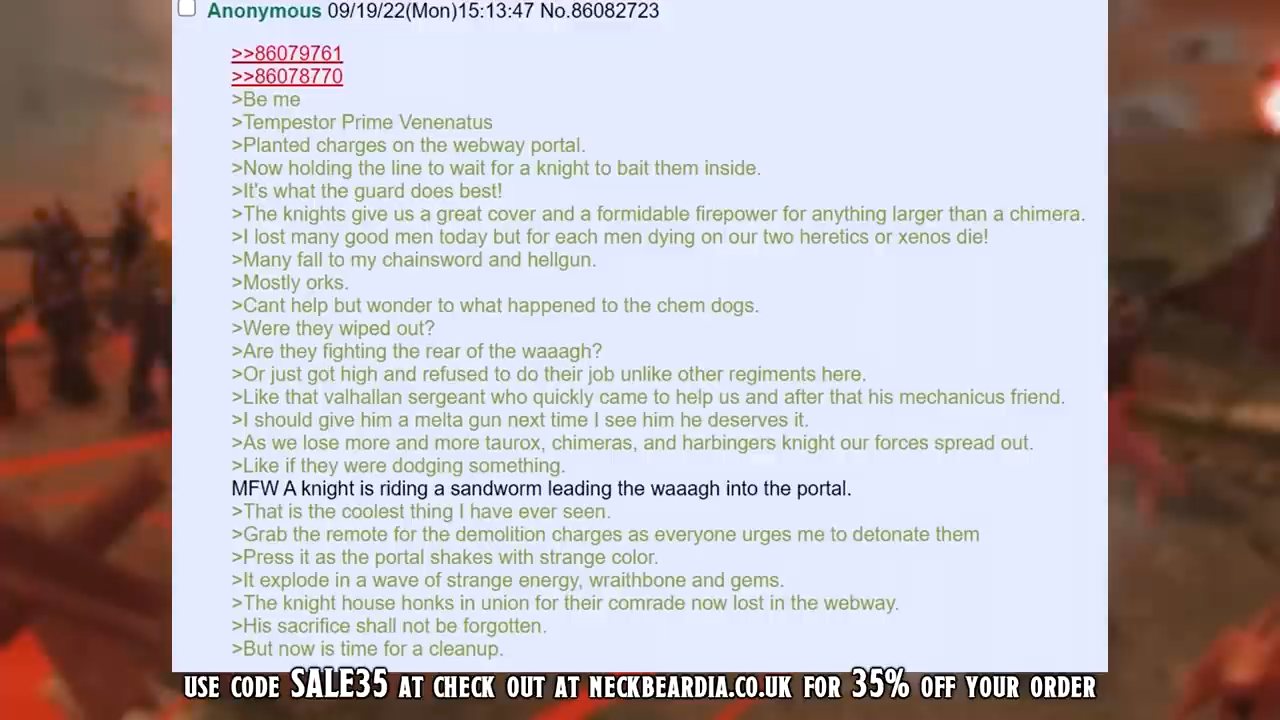 Anonymous 09/19/22(Mon)15:13:47 No.86082723
>>86079761
>>86078770
>Be me
>Tempestor Prime Venenatus
>Planted charges on the webway portal.
>Now holding the line to wait for a knight to bait them inside.
>It's what the guard does best!
>The knights give us a great cover and a formidable firepower for anything larger than a chimera.
>I lost many good men today but for each men dying on our two heretics or xenos die!
>Many fall to my chainsword and hellgun.
>Mostly orks.
>Cant help but wonder to what happened to the chem dogs.
>Were they wiped out?
>Are they fighting the rear of the waaagh?
>Or just got high and refused to do their job unlike other regiments here.
>Like that valhallan sergeant who quickly came to help us and after that his mechanicus friend.
>I should give him a melta gun next time I see him he deserves it.
>As we lose more and more taurox, chimeras, and harbingers knight our forces spread out.
>Like if they were dodging something.
MFW A knight is riding a sandworm leading the waaagh into the portal.
>That is the coolest thing I have ever seen.
>Grab the remote for the demolition charges as everyone urges me to detonate them
>Press it as the portal shakes with strange color.
>It explode in a wave of strange energy, wraithbone and gems.
>The knight house honks in union for their comrade now lost in the webway.
>His sacrifice shall not be forgotten.
>But now is time for a cleanup.
USE CODE SALE35 AT CHECK OUT AT NECKBEARDIA.CO.UK FOR 35% OFF YOUR ORDER